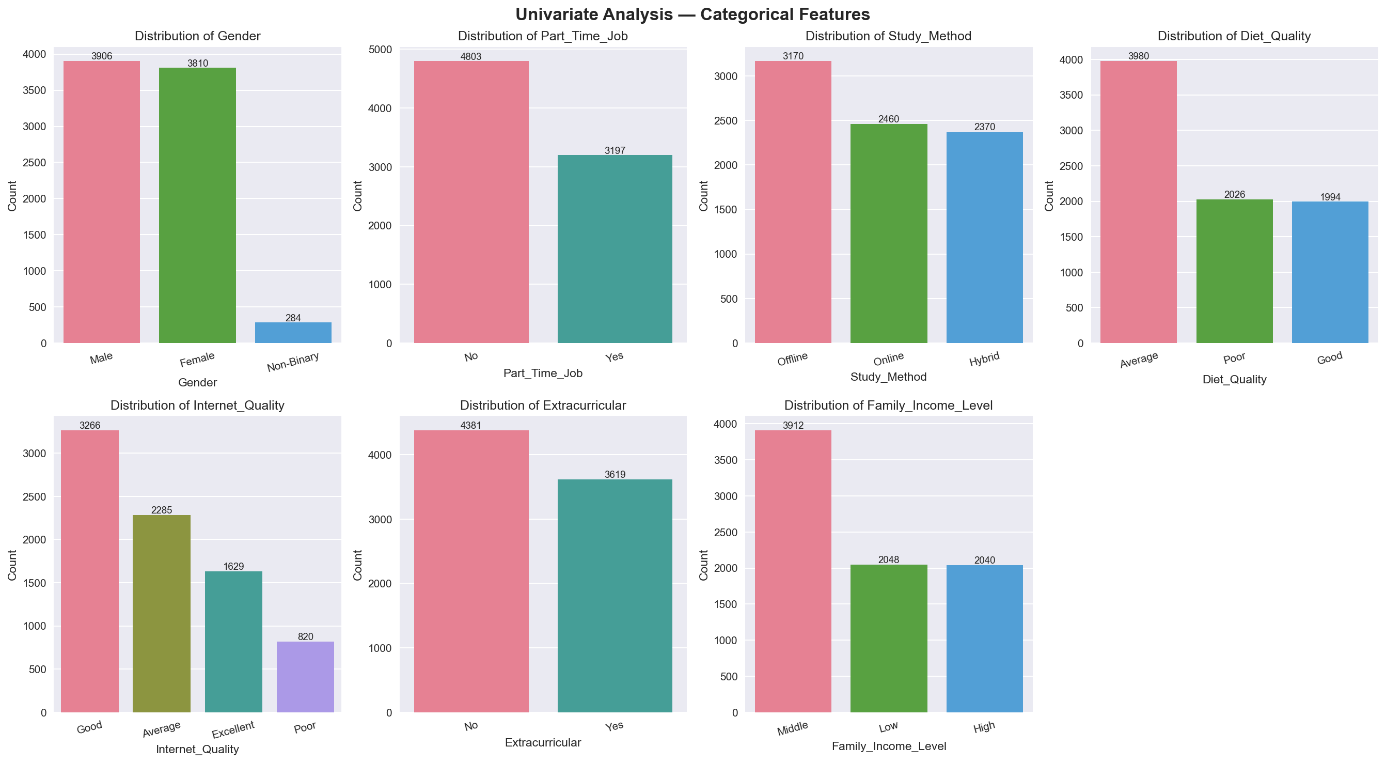 Univariate Analysis — Categorical Features
Distribution of Gender
Count
4000
3500
3000
2500
2000
1500
1000
500
0
3906
3810
284
Male
Female
Non-Binary
Gender
Distribution of Part_Time_Job
Count
5000
4000
3000
2000
1000
0
4803
3197
No
Yes
Part_Time_Job
Distribution of Study_Method
Count
3000
2500
2000
1500
1000
500
0
3170
2460
2370
Offline
Online
Hybrid
Study_Method
Distribution of Diet_Quality
Count
4000
3500
3000
2500
2000
1500
1000
500
0
3980
2026
1994
Average
Poor
Good
Diet_Quality
Distribution of Internet_Quality
Count
3000
2500
2000
1500
1000
500
0
3266
2285
1629
820
Good
Average
Excellent
Poor
Internet_Quality
Distribution of Extracurricular
Count
4000
3000
2000
1000
0
4381
3619
No
Yes
Extracurricular
Distribution of Family_Income_Level
Count
4000
3500
3000
2500
2000
1500
1000
500
0
3912
2048
2040
Middle
Low
High
Family_Income_Level